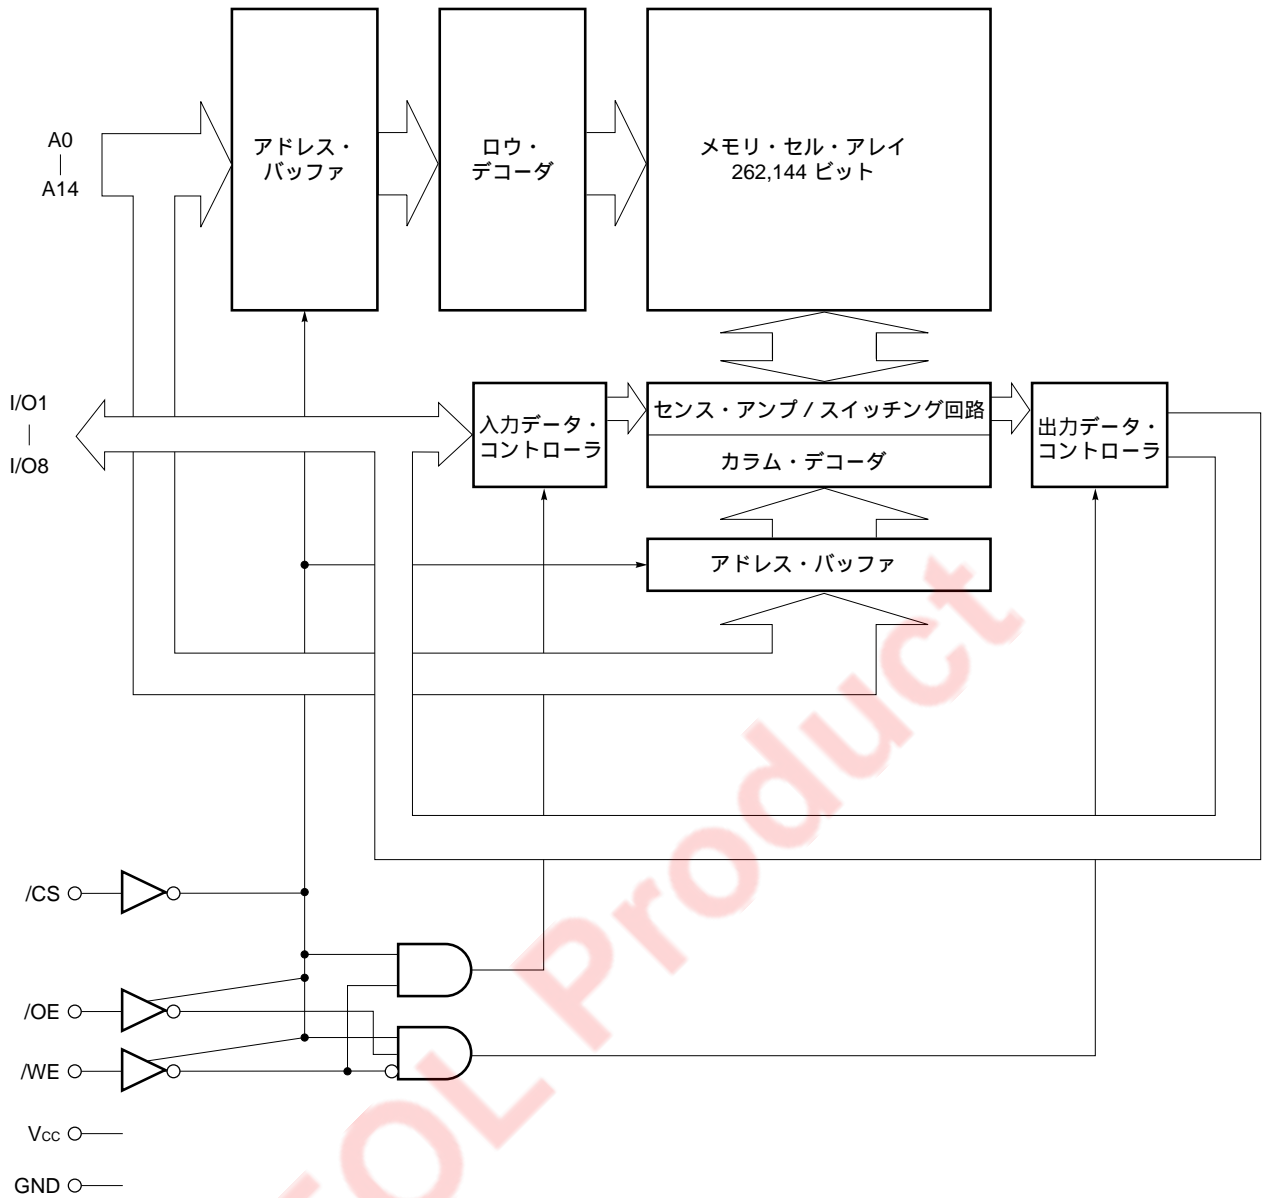 A0
A14
アドレス・
バッファ
ロウ・
デコーダ
メモリ・セル・アレイ
262,144 ビット
I/O1
I/O8
入力データ・
コントローラ
センス・アンプ / スイッチング回路
カラム・デコーダ
出力データ・
コントローラ
アドレス・バッファ
/CS
/OE
/WE
VCC
GND
EOL Product